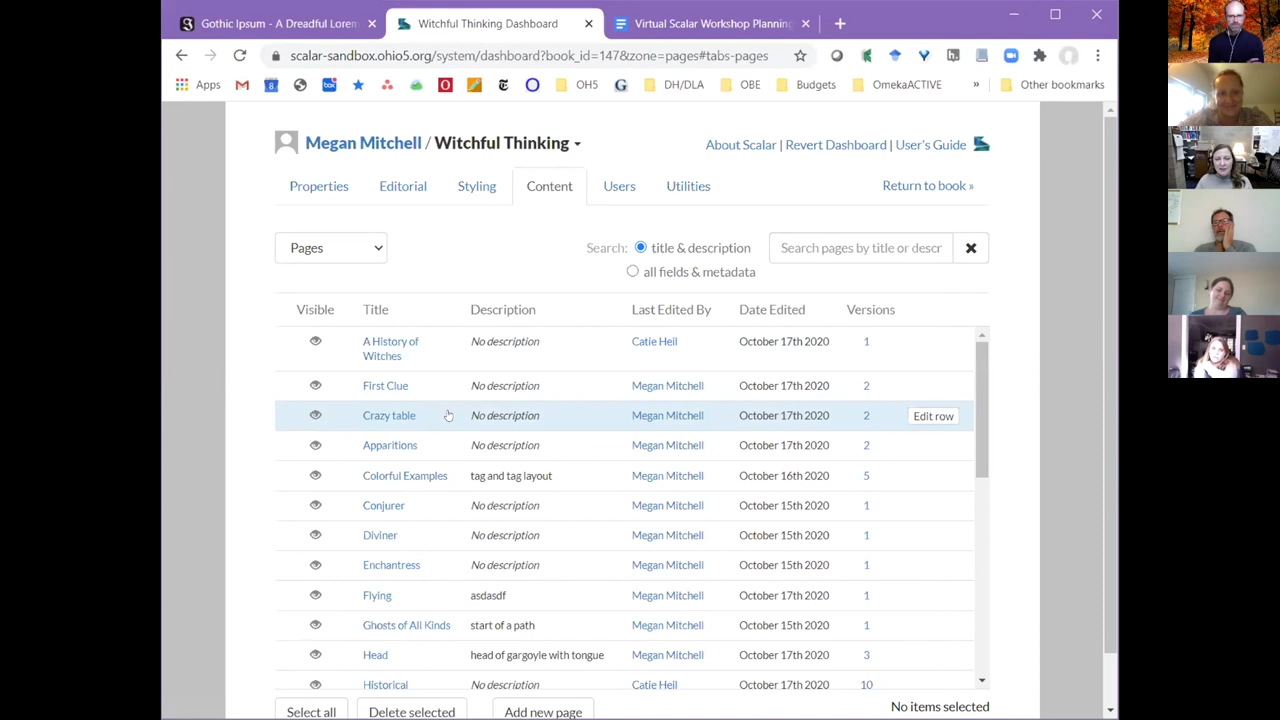 Gothic Ipsum - A Dreadful Lorem
Witchful Thinking Dashboard
Virtual Scalar Workshop Planning
scalar-sandbox.ohio5.org/system/dashboard?book_id=147&zone=pages#tabs-pages
Apps
OH5
DH/DLA
OBE
Budgets
OmekaACTIVE
»
Other bookmarks
Megan Mitchell / Witchful Thinking
About Scalar | Revert Dashboard | User's Guide
Properties Editorial Styling Content Users Utilities Return to book »
Pages
Search: title & description
Search pages by title or descr
all fields & metadata
Visible Title Description Last Edited By Date Edited Versions
A History of Witches No description Catie Heil October 17th 2020 1
First Clue No description Megan Mitchell October 17th 2020 2
Crazy table No description Megan Mitchell October 17th 2020 2 Edit row
Apparitions No description Megan Mitchell October 17th 2020 2
Colorful Examples tag and tag layout Megan Mitchell October 16th 2020 5
Conjurer No description Megan Mitchell October 15th 2020 1
Diviner No description Megan Mitchell October 15th 2020 1
Enchantress No description Megan Mitchell October 15th 2020 1
Flying asdasdf Megan Mitchell October 17th 2020 1
Ghosts of All Kinds start of a path Megan Mitchell October 15th 2020 1
Head head of gargoyle with tongue Megan Mitchell October 17th 2020 3
Historical No description Catie Heil October 17th 2020 10
Select all Delete selected Add new page No items selected